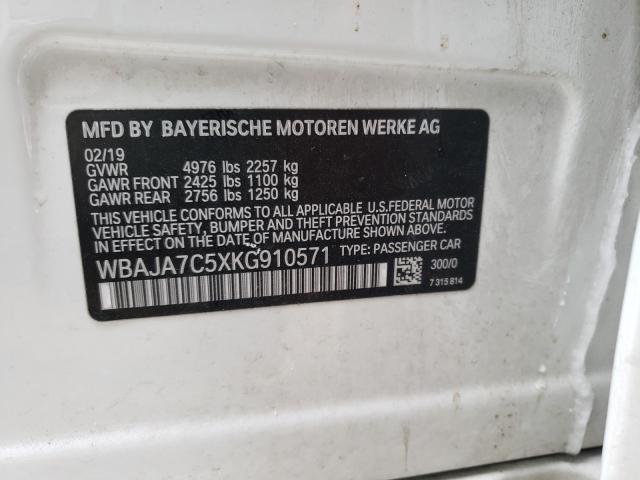 MFD BY BAYERISCHE MOTOREN WERKE AG
02/19
GVWR 4976 lbs 2257 kg
GAWR FRONT 2425 lbs 1100 kg
GAWR REAR 2756 lbs 1250 kg
THIS VEHICLE CONFORMS TO ALL APPLICABLE U.S.FEDERAL MOTOR
VEHICLE SAFETY, BUMPER AND THEFT PREVENTION STANDARDS
IN EFFECT ON THE DATE OF MANUFACTURE SHOWN ABOVE.
WBAJA7C5XKG910571 TYPE: PASSENGER CAR
300/0
7 315 814